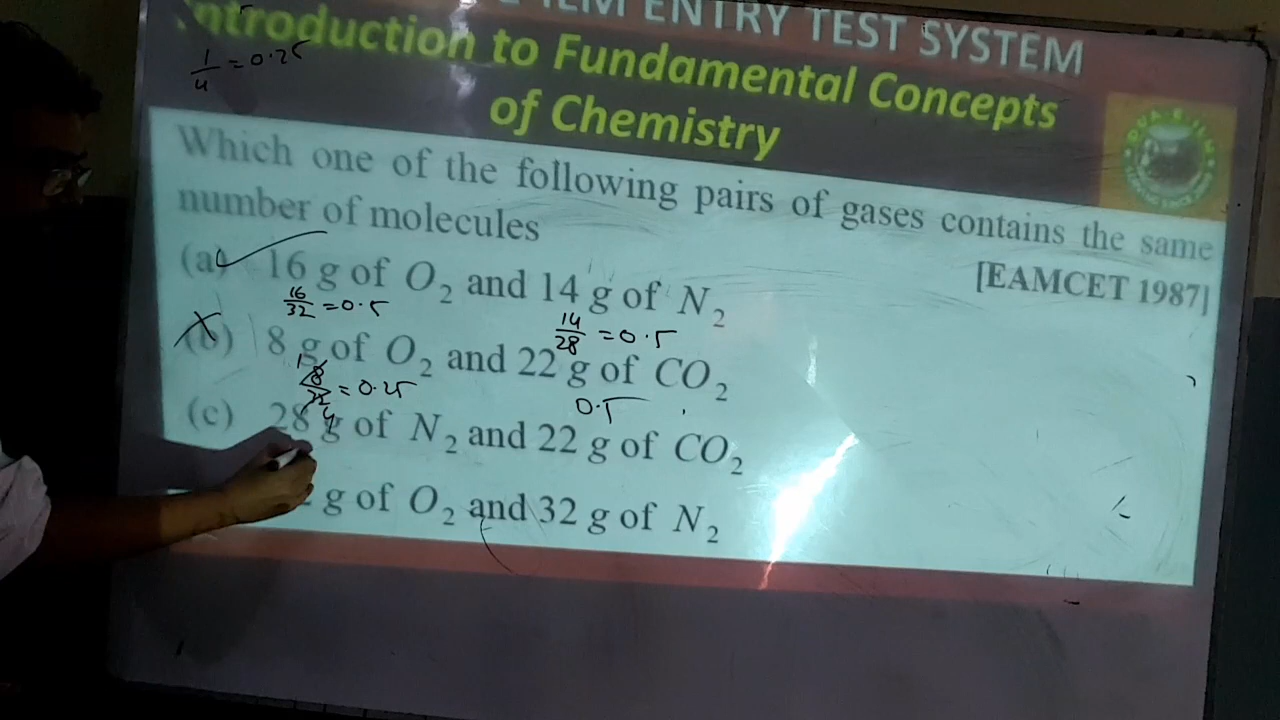 ENTRY TEST SYSTEM
Introduction to Fundamental Concepts
of Chemistry
1/4 = 0.25
Which one of the following pairs of gases contains the same
number of molecules
[EAMCET 1987]
(a) 16 g of O₂ and 14 g of N₂
16/32 = 0.5
14/28 = 0.5
(b) 8 g of O₂ and 22 g of CO₂
= 0.25
0.5
(c) 28 g of N₂ and 22 g of CO₂
g of O₂ and 32 g of N₂